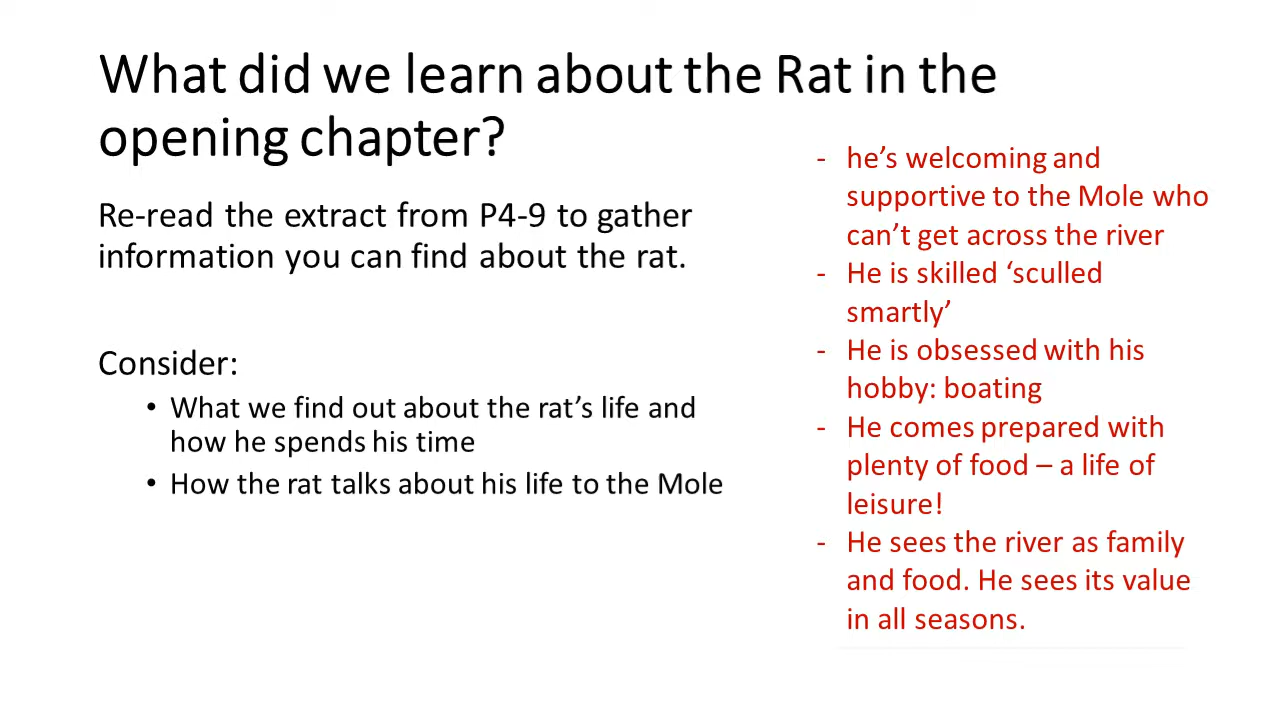 What did we learn about the Rat in the
opening chapter?
Re-read the extract from P4-9 to gather
information you can find about the rat.
Consider:
• What we find out about the rat’s life and
how he spends his time
• How the rat talks about his life to the Mole
- he’s welcoming and
supportive to the Mole who
can’t get across the river
- He is skilled ‘sculled
smartly’
- He is obsessed with his
hobby: boating
- He comes prepared with
plenty of food – a life of
leisure!
- He sees the river as family
and food. He sees its value
in all seasons.